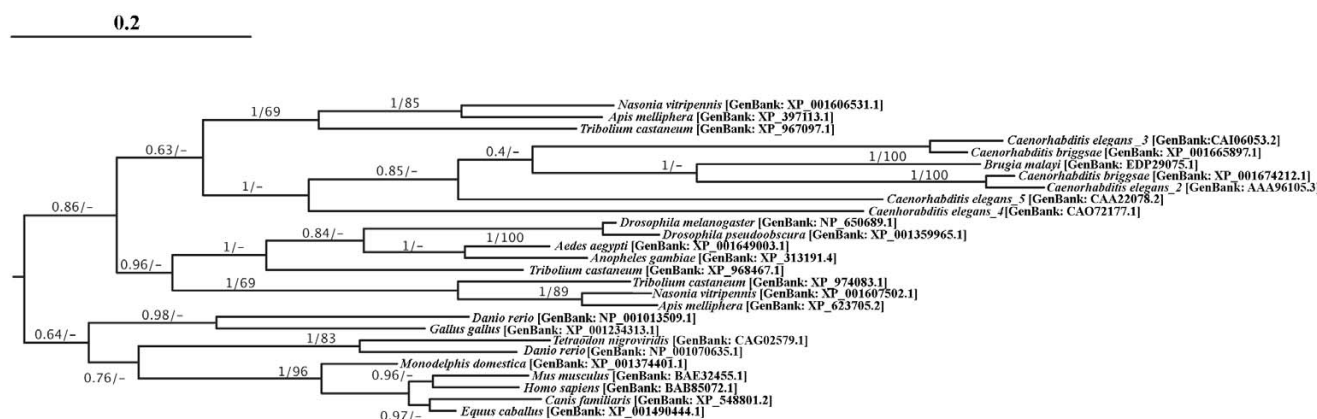 0.2
1/85
Nasonia vitripennis [GenBank: XP_001606531.1]
1/69
Apis melliphera [GenBank: XP_397113.1]
Tribolium castaneum [GenBank: XP_967097.1]
0.63/–
0.4/–
Caenorhabditis elegans_3 [GenBank:CAI06053.2]
Caenorhabditis briggsae [GenBank: XP_001665897.1]
1/100
Brugia malayi [GenBank: EDP29075.1]
1/–
0.85/–
1/100
Caenorhabditis briggsae [GenBank: XP_001674212.1]
Caenorhabditis elegans_2 [GenBank: AAA96105.3]
1/–
Caenorhabditis elegans_5 [GenBank: CAA22078.2]
Caenhorabditis elegans_4[GenBank: CAO72177.1]
0.86/–
Drosophila melanogaster [GenBank: NP_650689.1]
0.84/–
Drosophila pseudoobscura [GenBank: XP_001359965.1]
1/–
1/100
Aedes aegypti [GenBank: XP_001649003.1]
1/–
Anopheles gambiae [GenBank: XP_313191.4]
0.96/–
Tribolium castaneum [GenBank: XP_968467.1]
1/69
Tribolium castaneum [GenBank: XP_974083.1]
1/89
Nasonia vitripennis [GenBank: XP_001607502.1]
Apis melliphera [GenBank: XP_623705.2]
0.98/–
Danio rerio [GenBank: NP_001013509.1]
0.64/–
Gallus gallus [GenBank: XP_001234313.1]
1/83
Tetraodon nigroviridis [GenBank: CAG02579.1]
Danio rerio [GenBank: NP_001070635.1]
0.76/–
1/96
Monodelphis domestica [GenBank: XP_001374401.1]
0.96/–
Mus musculus [GenBank: BAE32455.1]
Homo sapiens [GenBank: BAB85072.1]
Canis familiaris [GenBank: XP_548801.2]
0.97/–
Equus caballus [GenBank: XP_001490444.1]